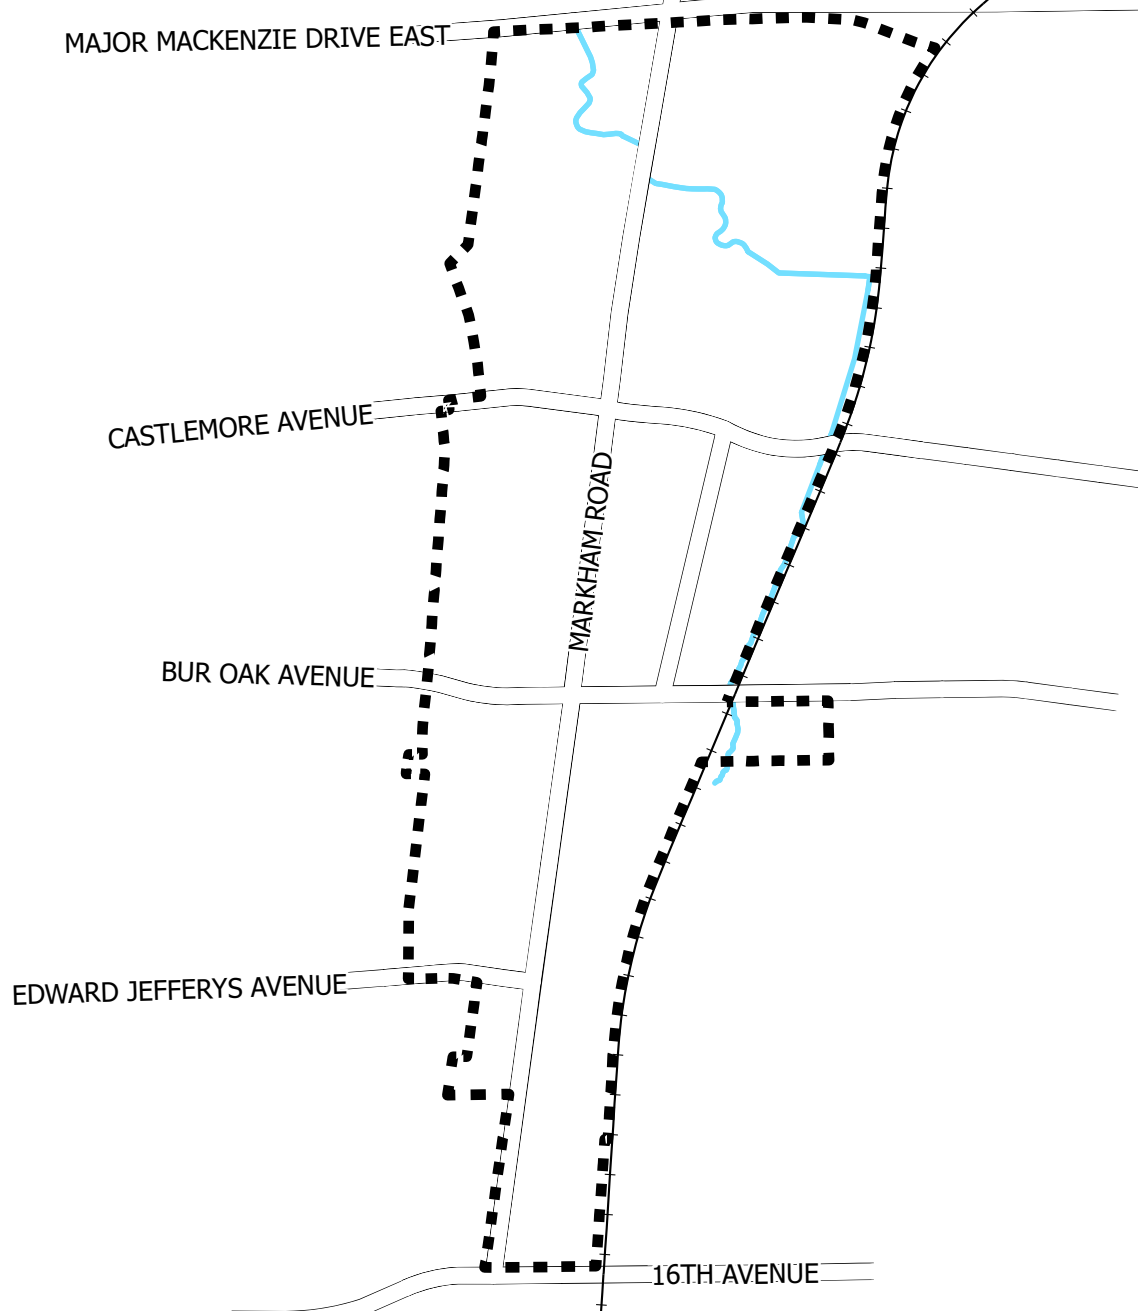 MAJOR MACKENZIE DRIVE EAST
CASTLEMORE AVENUE
MARKHAM ROAD
BUR OAK AVENUE
EDWARD JEFFERYS AVENUE
16TH AVENUE